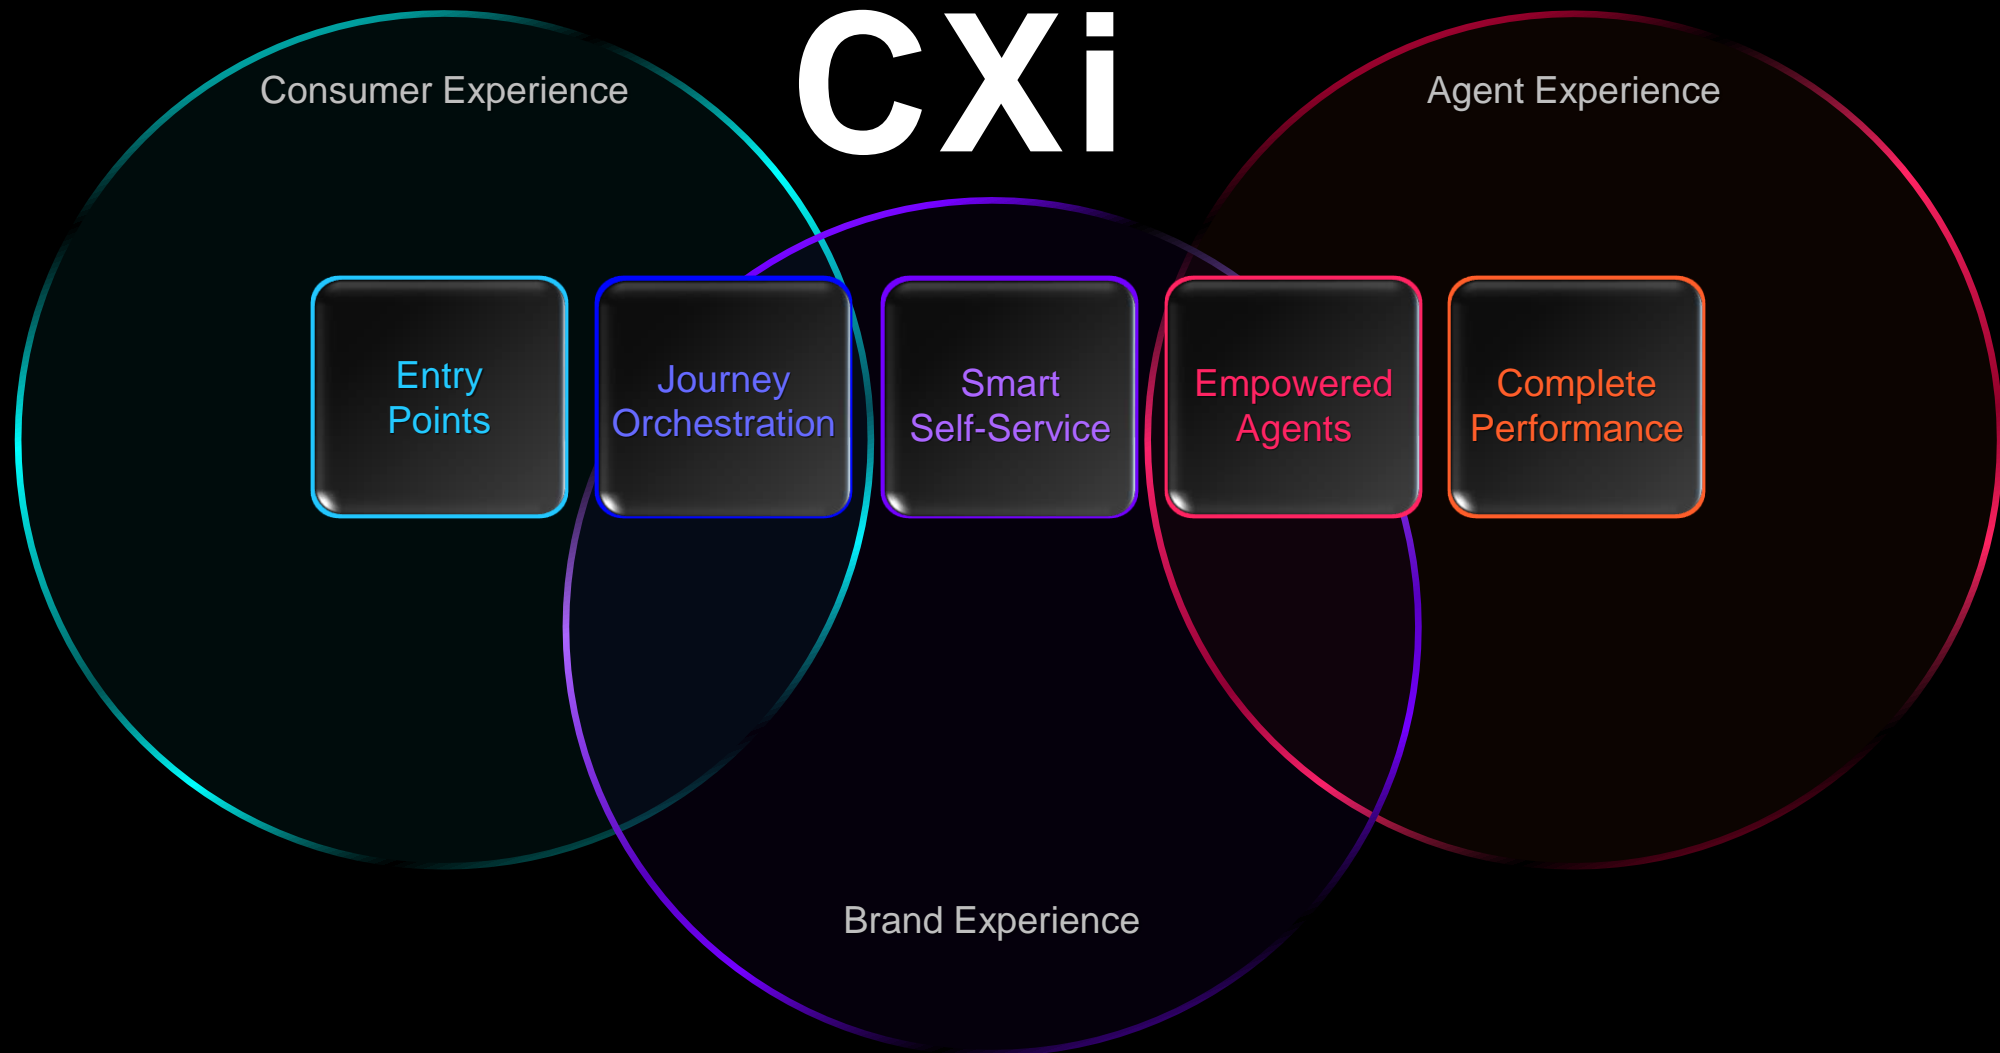 CXi
Consumer Experience
Agent Experience
Entry
Points
Journey
Orchestration
Smart
Self-Service
Empowered
Agents
Complete
Performance
Brand Experience